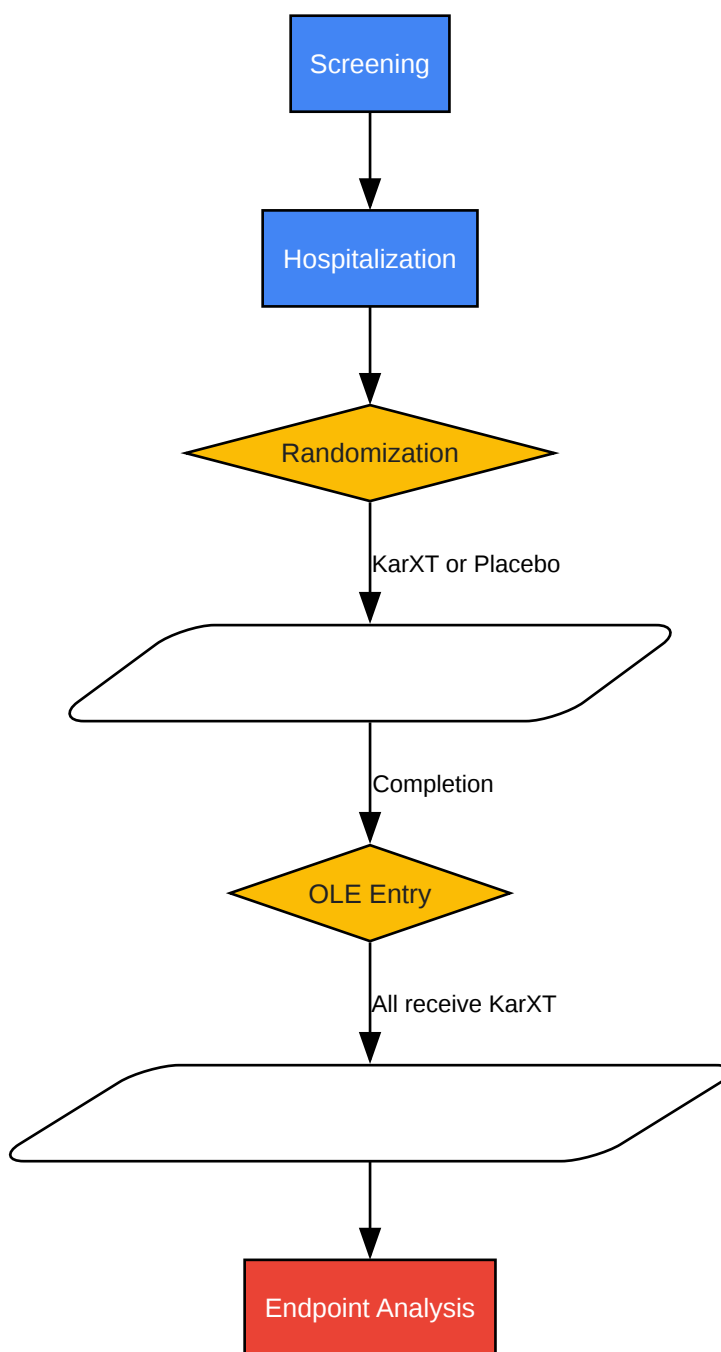 Screening
Hospitalization
Randomization
KarXT or Placebo
Completion
OLE Entry
All receive KarXT
Endpoint Analysis